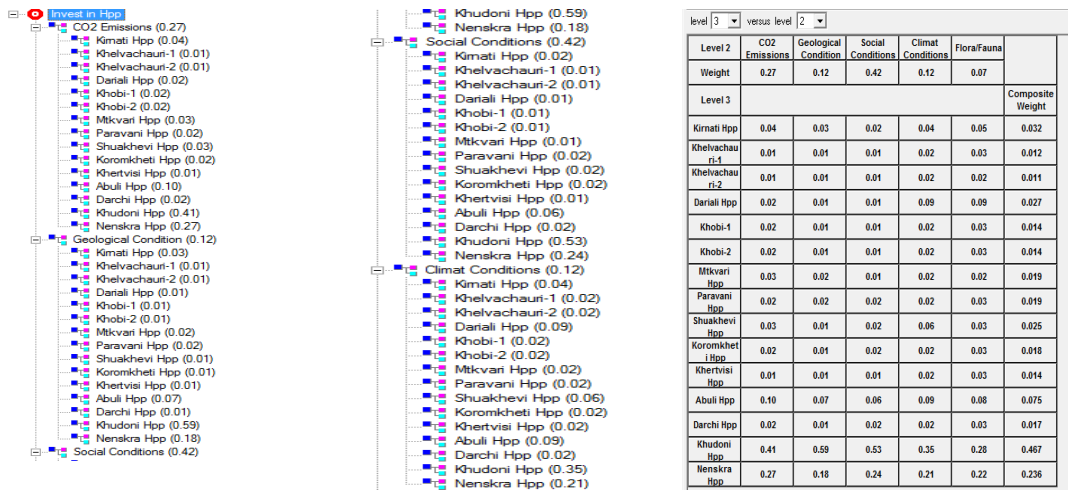 Invest in Hpp
CO2 Emissions (0.27)
Kirnati Hpp (0.04)
Khelvachauri-1 (0.01)
Khelvachauri-2 (0.01)
Dariali Hpp (0.02)
Khobi-1 (0.02)
Khobi-2 (0.02)
Mtkvari Hpp (0.03)
Paravani Hpp (0.02)
Shuakhevi Hpp (0.03)
Koromkheti Hpp (0.02)
Khertvisi Hpp (0.01)
Abuli Hpp (0.10)
Darchi Hpp (0.02)
Khudoni Hpp (0.41)
Nenskra Hpp (0.27)
Geological Condition (0.12)
Kirnati Hpp (0.03)
Khelvachauri-1 (0.01)
Khelvachauri-2 (0.01)
Dariali Hpp (0.01)
Khobi-1 (0.01)
Khobi-2 (0.01)
Mtkvari Hpp (0.02)
Paravani Hpp (0.02)
Shuakhevi Hpp (0.01)
Koromkheti Hpp (0.01)
Khertvisi Hpp (0.01)
Abuli Hpp (0.07)
Darchi Hpp (0.01)
Khudoni Hpp (0.59)
Nenskra Hpp (0.18)
Social Conditions (0.42)
Khudoni Hpp (0.59)
Nenskra Hpp (0.18)
Social Conditions (0.42)
Kirnati Hpp (0.02)
Khelvachauri-1 (0.01)
Khelvachauri-2 (0.01)
Dariali Hpp (0.01)
Khobi-1 (0.01)
Khobi-2 (0.01)
Mtkvari Hpp (0.01)
Paravani Hpp (0.02)
Shuakhevi Hpp (0.02)
Koromkheti Hpp (0.02)
Khertvisi Hpp (0.01)
Abuli Hpp (0.06)
Darchi Hpp (0.02)
Khudoni Hpp (0.53)
Nenskra Hpp (0.24)
Climat Conditions (0.12)
Kirnati Hpp (0.04)
Khelvachauri-1 (0.02)
Khelvachauri-2 (0.02)
Dariali Hpp (0.09)
Khobi-1 (0.02)
Khobi-2 (0.02)
Mtkvari Hpp (0.02)
Paravani Hpp (0.02)
Shuakhevi Hpp (0.06)
Koromkheti Hpp (0.02)
Khertvisi Hpp (0.02)
Abuli Hpp (0.09)
Darchi Hpp (0.02)
Khudoni Hpp (0.35)
Nenskra Hpp (0.21)
level 3 versus level 2
Level 2 CO2 Emissions Geological Condition Social Conditions Climat Conditions Flora/Fauna
Weight 0.27 0.12 0.42 0.12 0.07
Level 3 Composite Weight
Kirnati Hpp 0.04 0.03 0.02 0.04 0.05 0.032
Khelvachau ri-1 0.01 0.01 0.01 0.02 0.03 0.012
Khelvachau ri-2 0.01 0.01 0.01 0.02 0.02 0.011
Dariali Hpp 0.02 0.01 0.01 0.09 0.09 0.027
Khobi-1 0.02 0.01 0.01 0.02 0.03 0.014
Khobi-2 0.02 0.01 0.01 0.02 0.03 0.014
Mtkvari Hpp 0.03 0.02 0.01 0.02 0.02 0.019
Paravani Hpp 0.02 0.02 0.02 0.02 0.03 0.019
Shuakhevi Hpp 0.03 0.01 0.02 0.06 0.03 0.025
Koromkhet i Hpp 0.02 0.01 0.02 0.02 0.03 0.018
Khertvisi Hpp 0.01 0.01 0.01 0.02 0.03 0.014
Abuli Hpp 0.10 0.07 0.06 0.09 0.08 0.075
Darchi Hpp 0.02 0.01 0.02 0.02 0.03 0.017
Khudoni Hpp 0.41 0.59 0.53 0.35 0.28 0.467
Nenskra Hpp 0.27 0.18 0.24 0.21 0.22 0.236